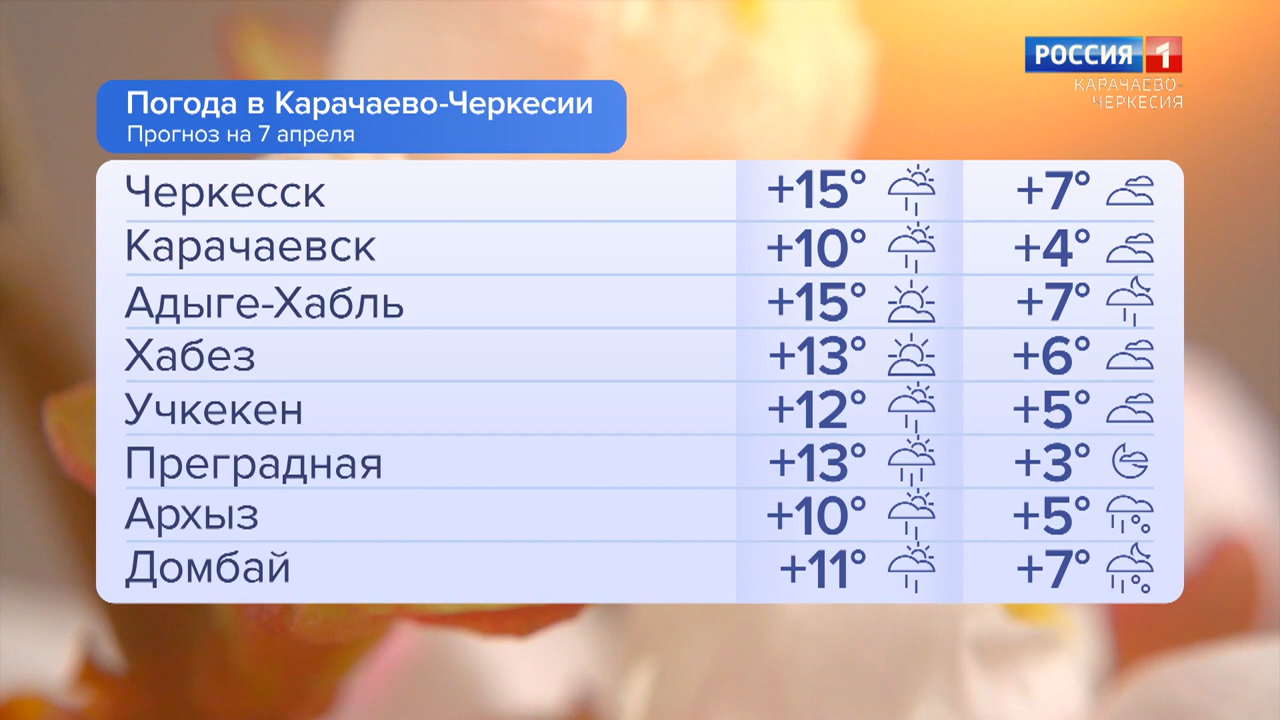 РОССИЯ 1
КАРАЧАЕВО-
ЧЕРКЕСИЯ
Погода в Карачаево-Черкесии
Прогноз на 7 апреля
Черкесск +15° +7°
Карачаевск +10° +4°
Адыге-Хабль +15° +7°
Хабез +13° +6°
Учкекен +12° +5°
Преградная +13° +3°
Архыз +10° +5°
Домбай +11° +7°